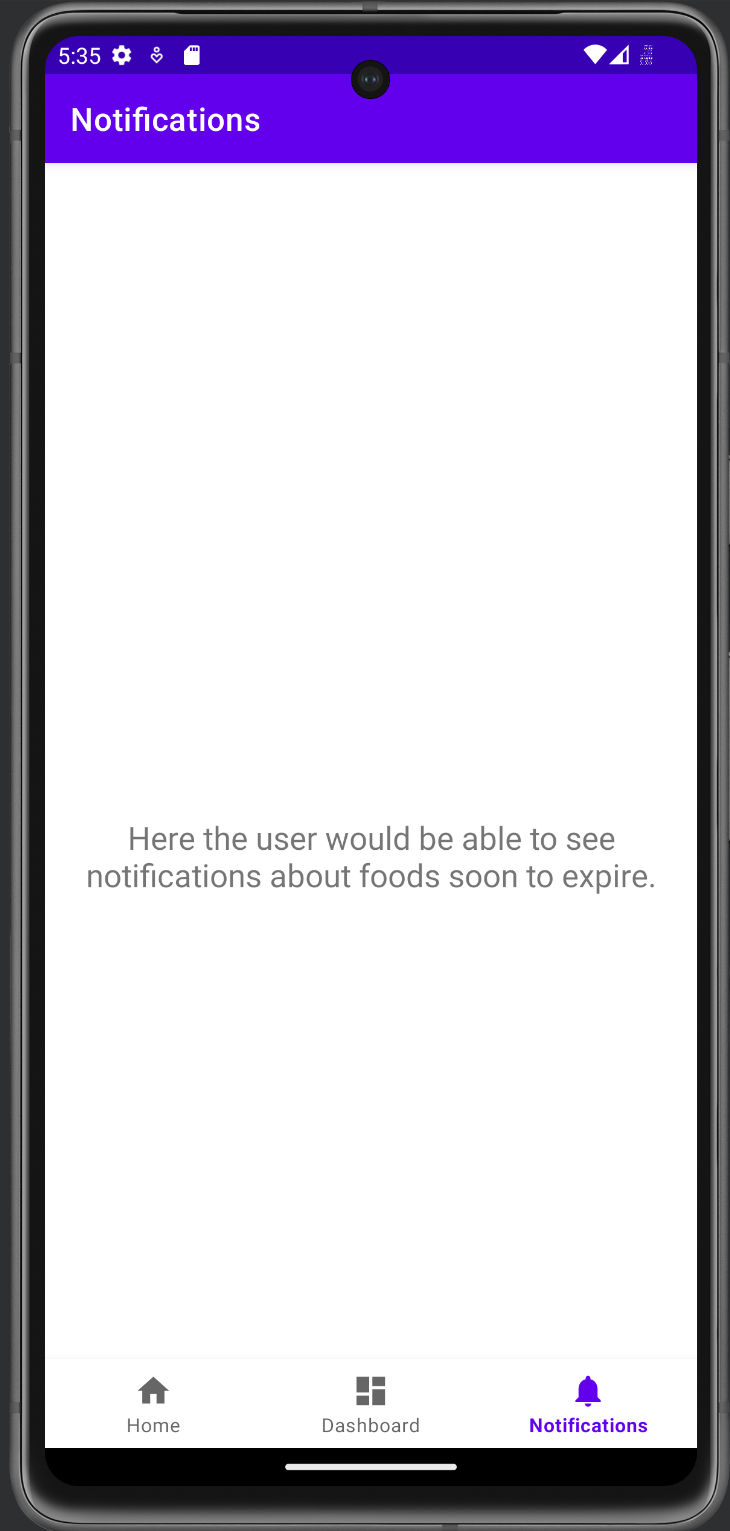 5:35
Notifications
Here the user would be able to see
notifications about foods soon to expire.
Home
Dashboard
Notifications